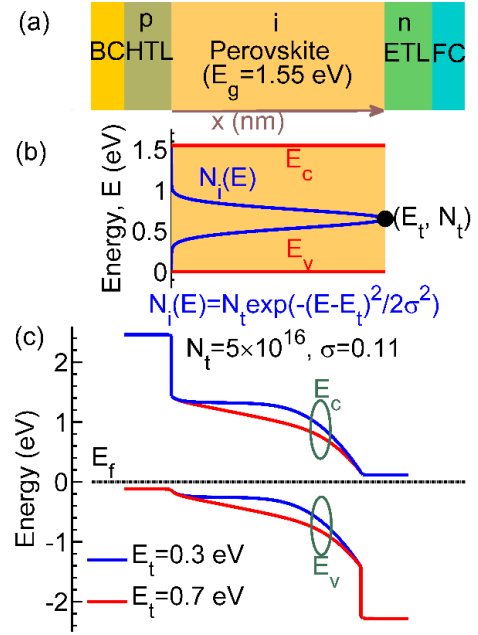 (a)
p i n
BC HTL Perovskite ETL FC
(E_g=1.55 eV)
x (nm)
(b)
Energy, E (eV)
1.5
1
0.5
0
E_c
N_i(E)
(E_t, N_t)
E_v
N_i(E)=N_texp(-(E-E_t)^2/2σ^2)
(c)
N_t=5×10^16, σ=0.11
Energy (eV)
2
1
0
-1
-2
E_c
E_f
E_v
E_t=0.3 eV
E_t=0.7 eV